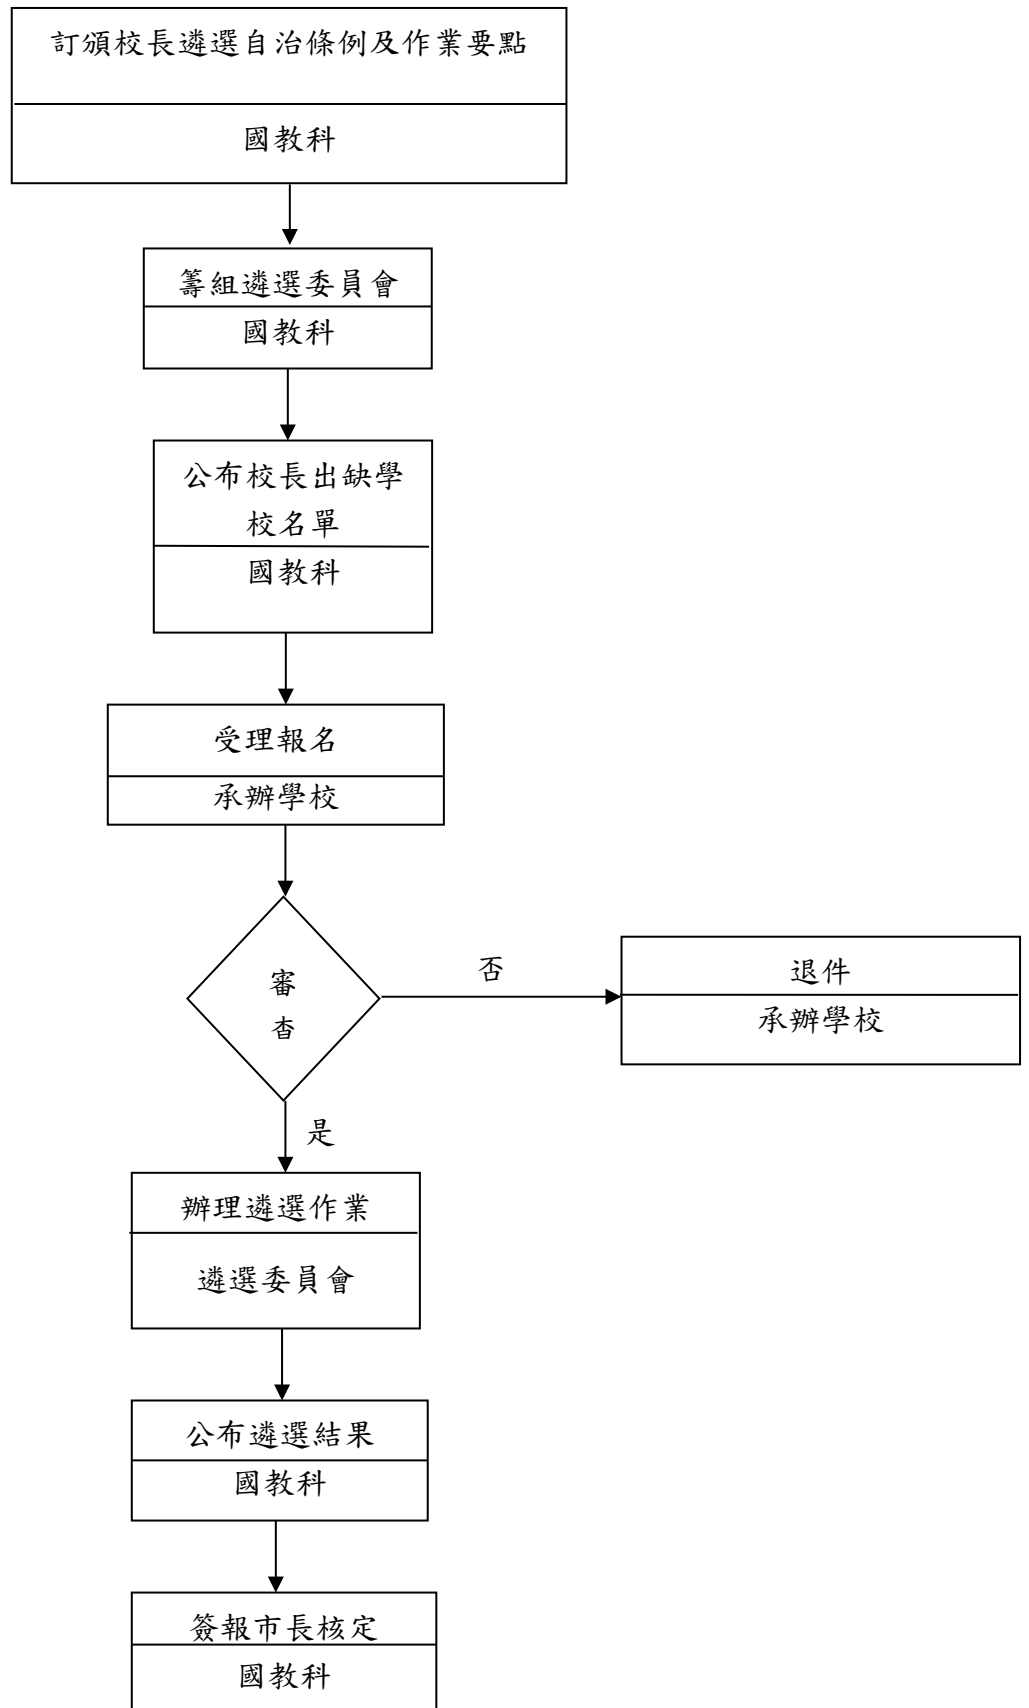 訂頒校長遴選自治條例及作業要點
國教科
籌組遴選委員會
國教科
公布校長出缺學
校名單
國教科
受理報名
承辦學校
審
查
否
退件
承辦學校
是
辦理遴選作業
遴選委員會
公布遴選結果
國教科
簽報市長核定
國教科